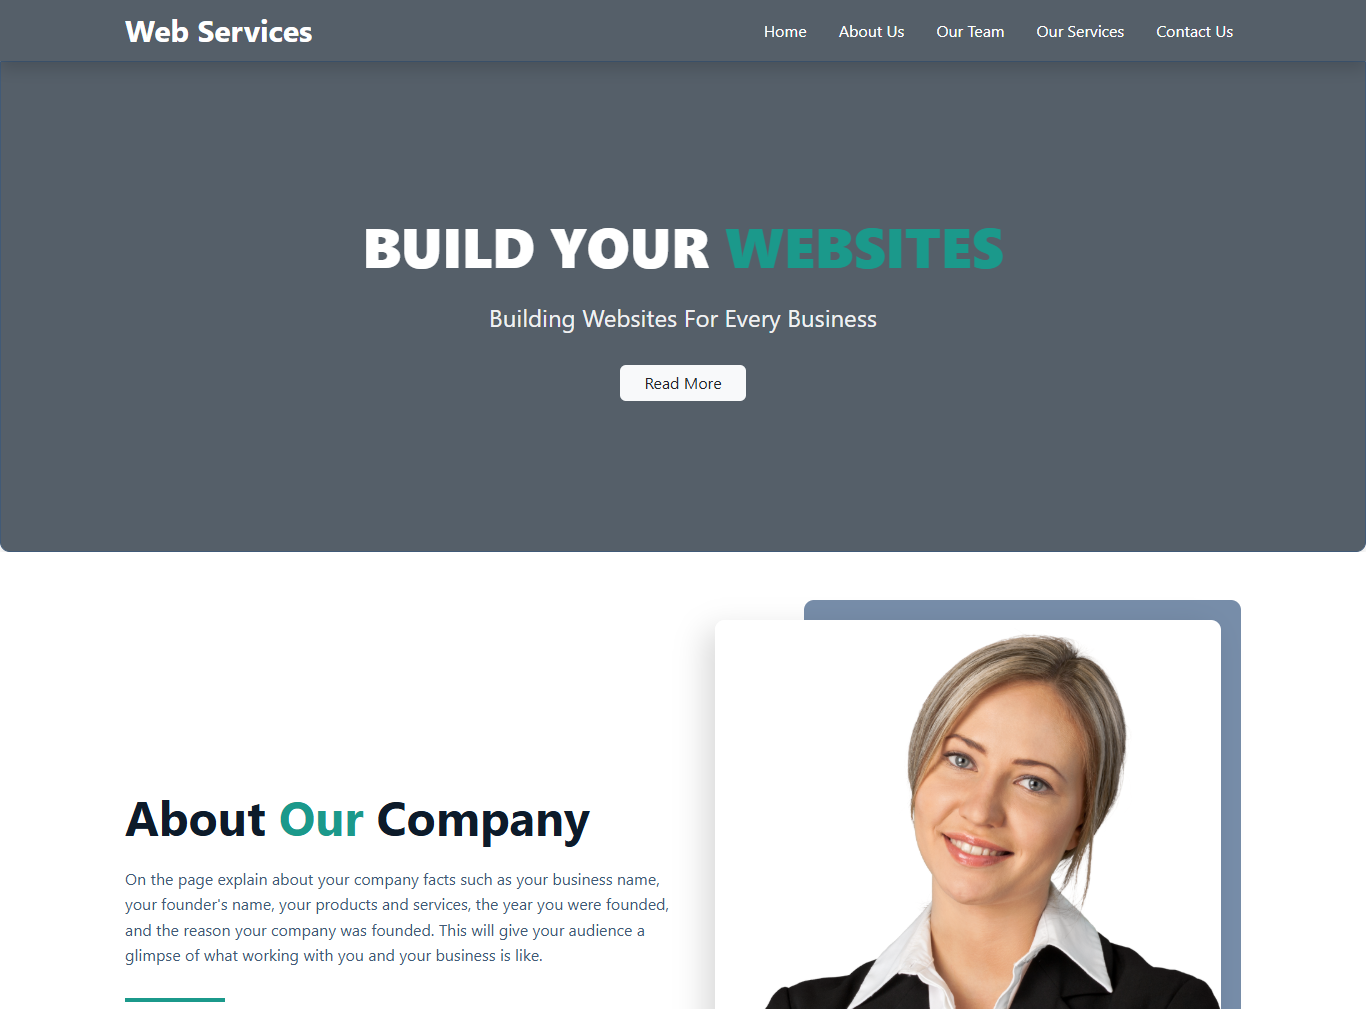 Web Services
Home About Us Our Team Our Services Contact Us
BUILD YOUR WEBSITES
Building Websites For Every Business
Read More
About Our Company
On the page explain about your company facts such as your business name,
your founder's name, your products and services, the year you were founded,
and the reason your company was founded. This will give your audience a
glimpse of what working with you and your business is like.